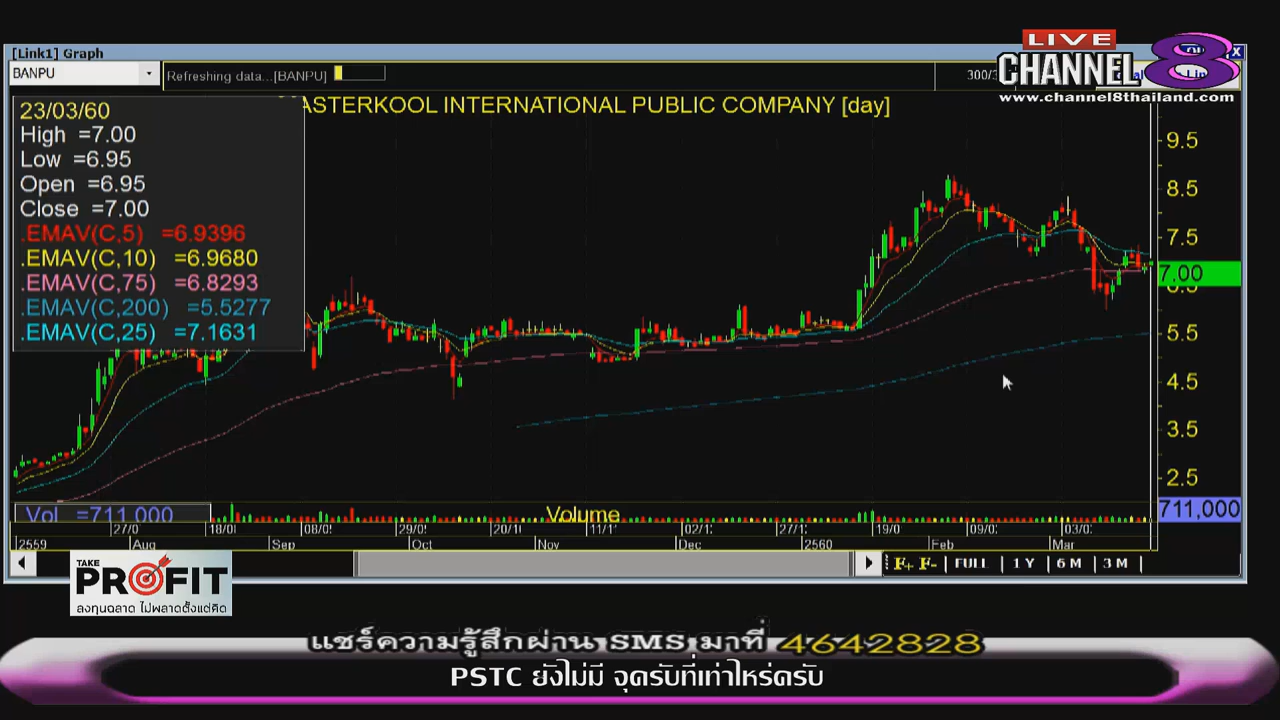 [Link1] Graph
LIVE
CHANNEL 8
www.channel8thailand.com
BANPU
Refreshing data...[BANPU]
300/3
ASTERKOOL INTERNATIONAL PUBLIC COMPANY [day]
23/03/60
High =7.00
Low =6.95
Open =6.95
Close =7.00
.EMAV(C,5) =6.9396
.EMAV(C,10) =6.9680
.EMAV(C,75) =6.8293
.EMAV(C,200) =5.5277
.EMAV(C,25) =7.1631
9.5
8.5
7.5
7.00
6.5
5.5
4.5
3.5
2.5
Vol =711,000
Volume
711,000
27/0 18/0 08/0 29/0 20/10 11/1 02/1 27/1 19/0 09/0 03/0
2559 Aug Sep Oct Nov Dec 2560 Feb Mar
F+ F- FULL 1 Y 6 M 3 M
TAKE
PROFIT
ลงทุนฉลาด ไม่พลาดตั้งแต่คิด
แชร์ความรู้สึกผ่าน SMS มาที่ 4642828
PSTC ยังไม่มี จุดรับที่เท่าไหร่ครับ